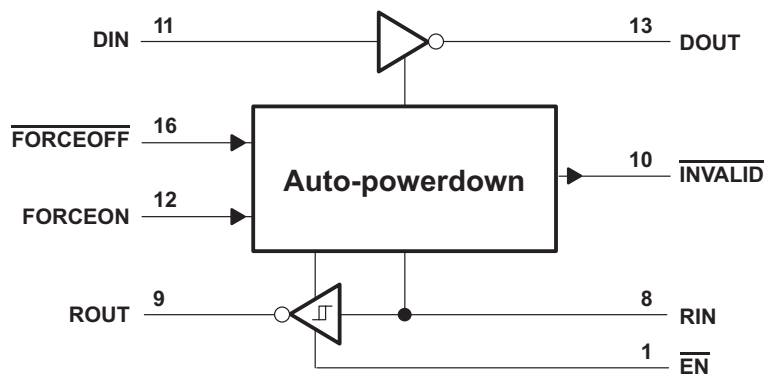 DIN 11 13 DOUT
FORCEOFF 16
Auto-powerdown 10 INVALID
FORCEON 12
ROUT 9 8 RIN
1 EN